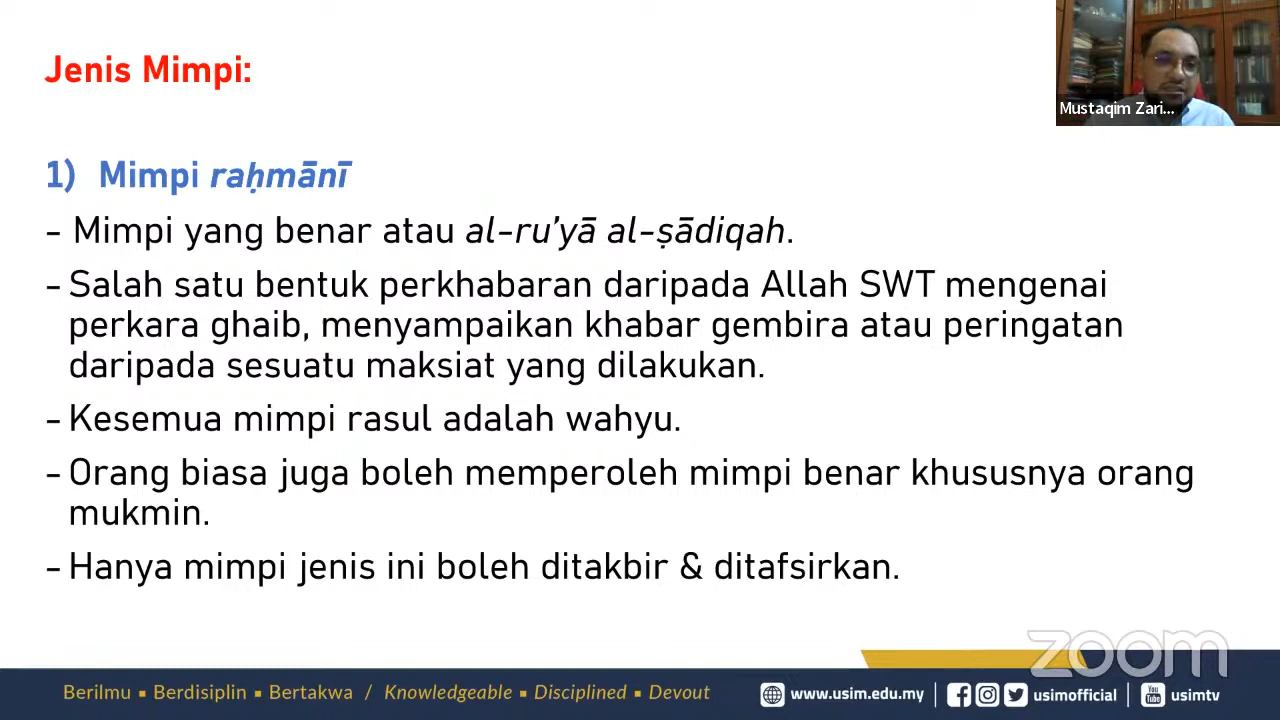 Jenis Mimpi:
Mustaqim Zari...
1) Mimpi raḥmānī
- Mimpi yang benar atau al-ru’yā al-ṣādiqah.
- Salah satu bentuk perkhabaran daripada Allah SWT mengenai
perkara ghaib, menyampaikan khabar gembira atau peringatan
daripada sesuatu maksiat yang dilakukan.
- Kesemua mimpi rasul adalah wahyu.
- Orang biasa juga boleh memperoleh mimpi benar khususnya orang
mukmin.
- Hanya mimpi jenis ini boleh ditakbir & ditafsirkan.
zoom
Berilmu ▪ Berdisiplin ▪ Bertakwa / Knowledgeable ▪ Disciplined ▪ Devout
www.usim.edu.my | usimofficial | You Tube usimtv